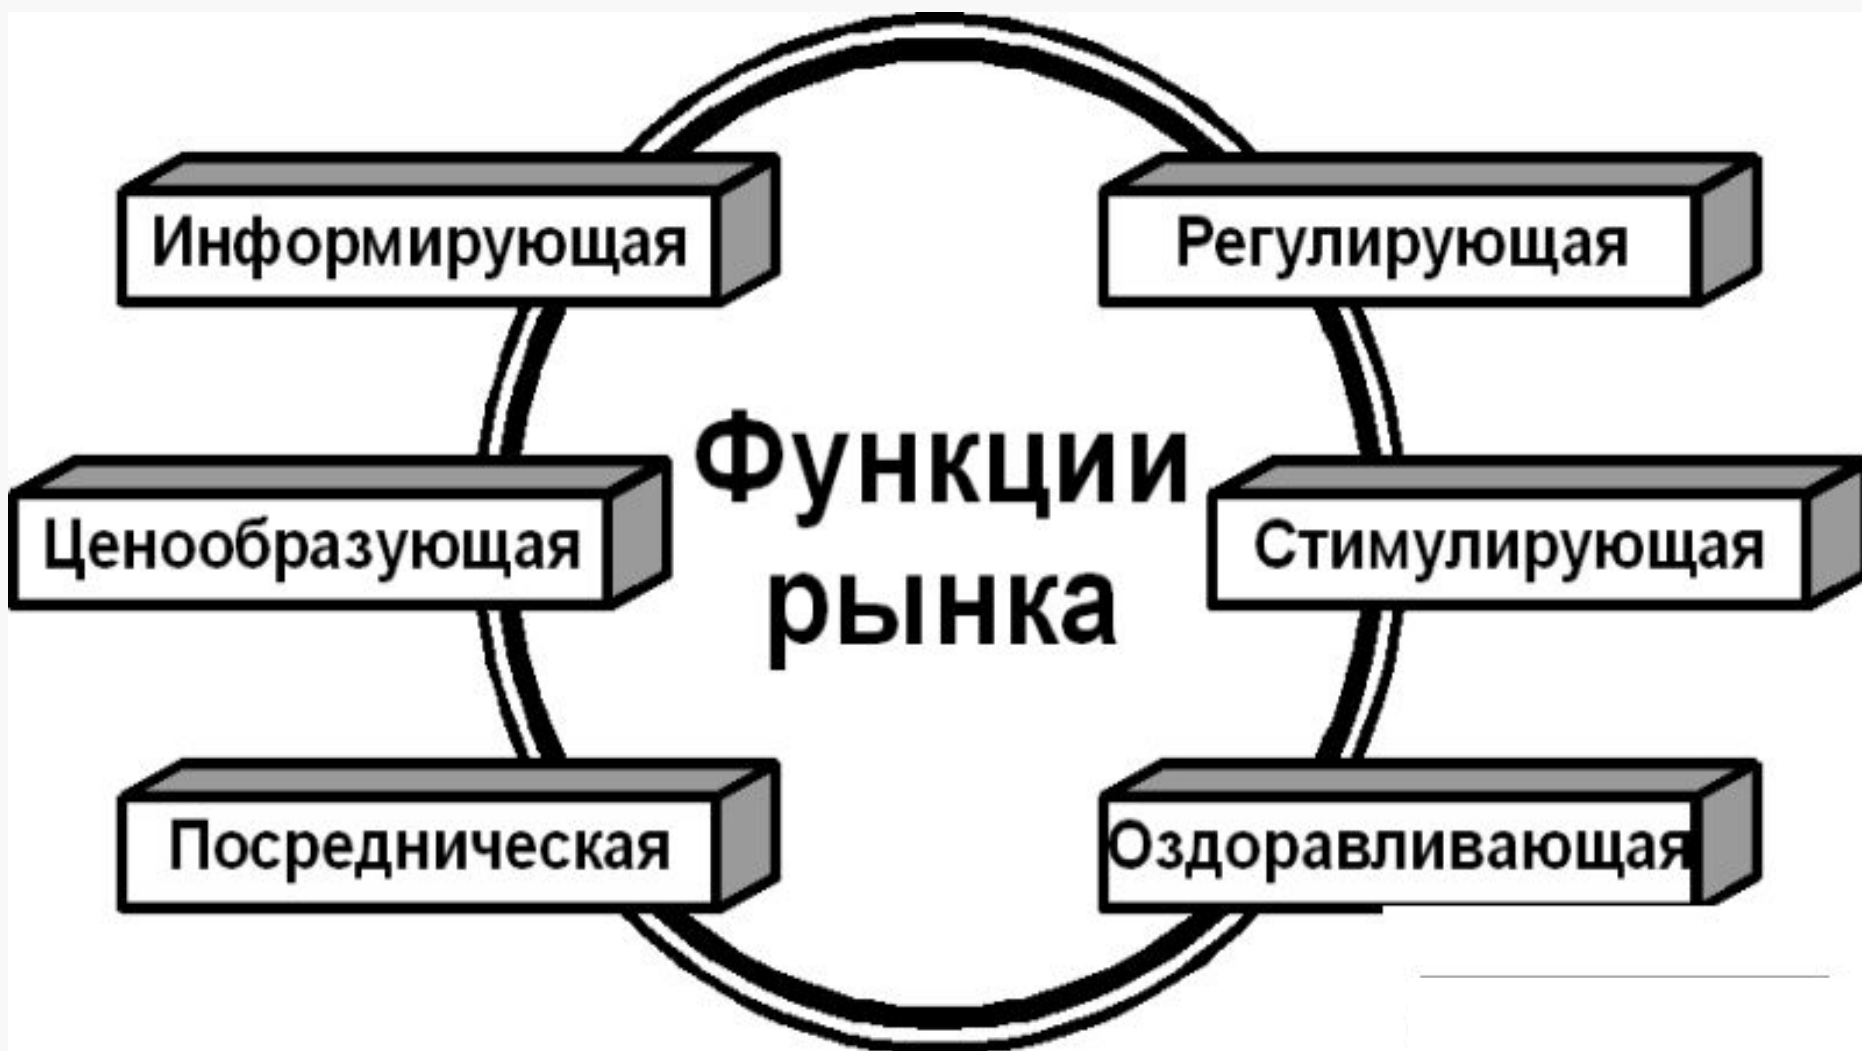 Информирующая
Регулирующая
Функции
Ценообразующая
Стимулирующая
рынка
Посредническая
Оздоравливающая